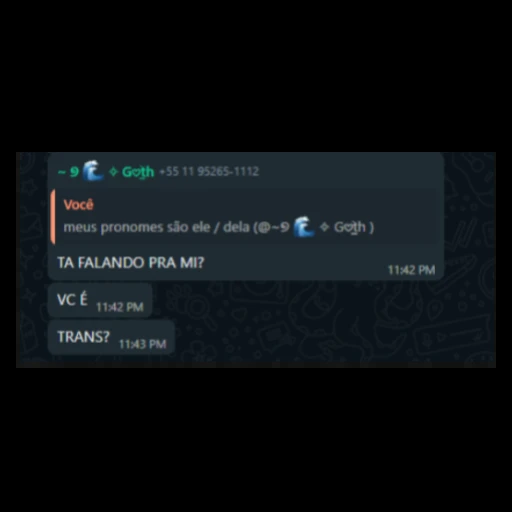 ~ 9 🌊 ✧ Goth +55 11 95265-1112
Você
meus pronomes são ele / dela (@~9 🌊 ✧ Goth )
TA FALANDO PRA MI?
11:42 PM
VC É 11:42 PM
TRANS? 11:43 PM